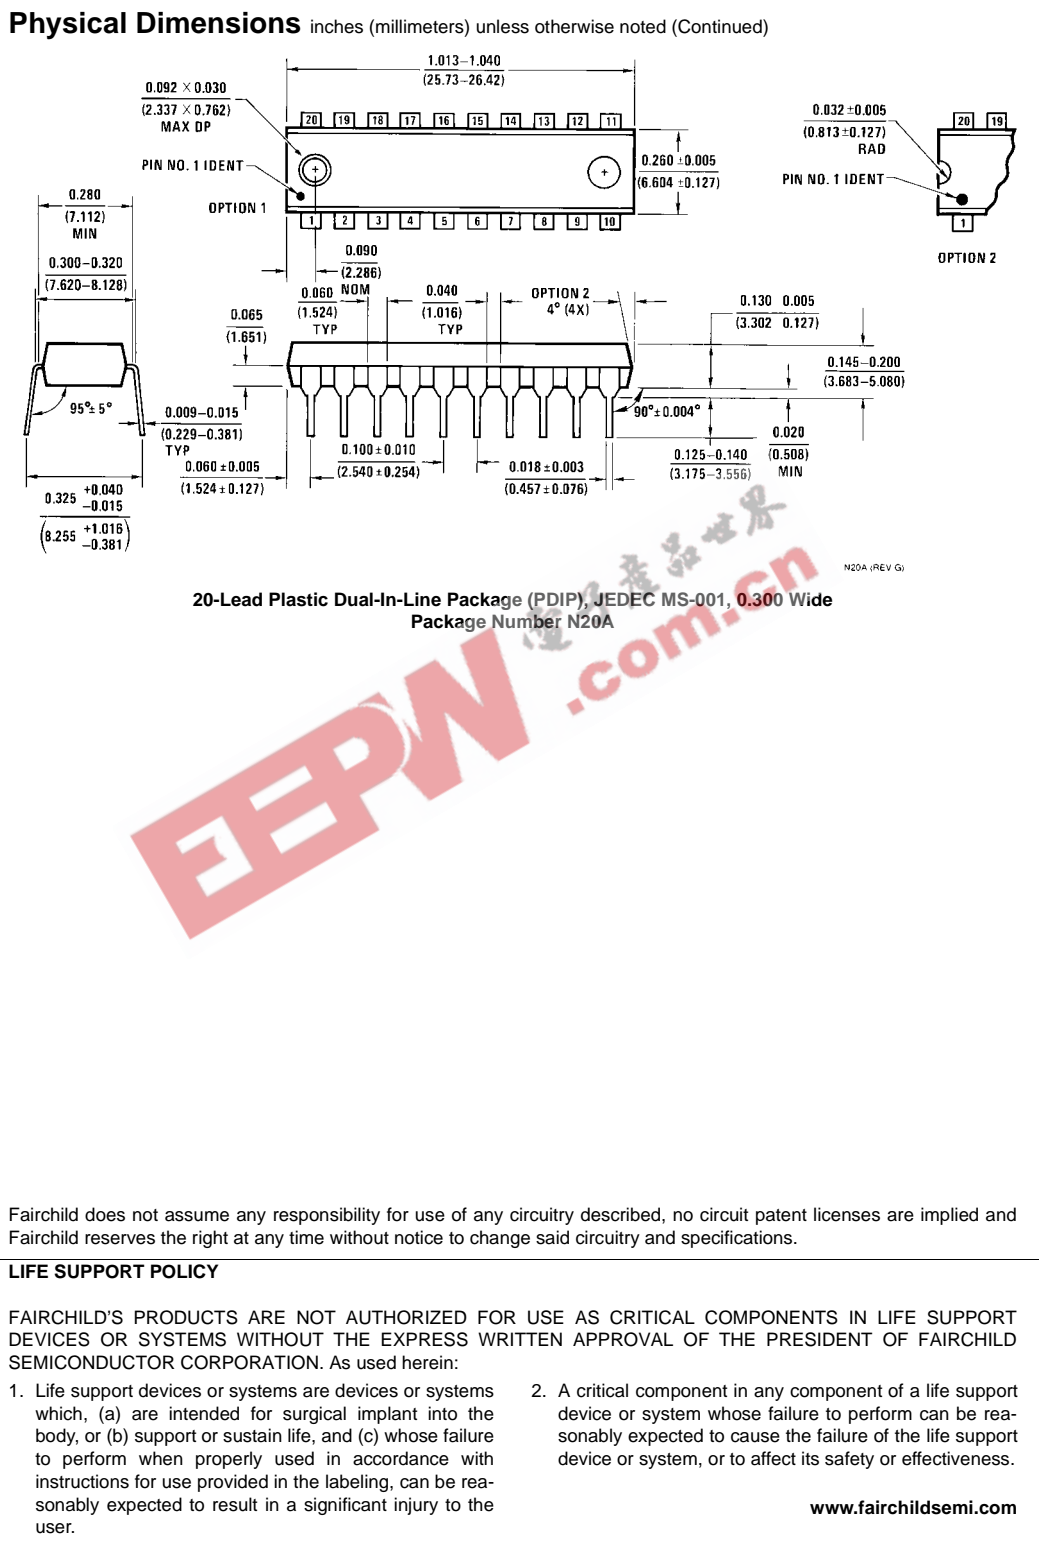 Physical Dimensions inches (millimeters) unless otherwise noted (Continued)
1.013–1.040
(25.73–26.42)
0.092 × 0.030
(2.337 × 0.762)
MAX DP
PIN NO. 1 IDENT
OPTION 1
20 19 18 17 16 15 14 13 12 11
1 2 3 4 5 6 7 8 9 10
0.260 ±0.005
(6.604 ±0.127)
0.032 ±0.005
(0.813 ±0.127)
RAD
PIN NO. 1 IDENT
20 19
1
OPTION 2
0.280
(7.112)
MIN
0.300–0.320
(7.620–8.128)
0.090
(2.286)
NOM
0.060
(1.524)
TYP
0.040
(1.016)
TYP
OPTION 2
4° (4X)
0.065
(1.651)
0.130 0.005
(3.302 0.127)
0.145–0.200
(3.683–5.080)
95°± 5°
0.009–0.015
(0.229–0.381)
TYP
90°± 0.004°
0.100 ± 0.010
(2.540 ± 0.254)
0.060 ± 0.005
(1.524 ± 0.127)
0.018 ± 0.003
(0.457 ± 0.076)
0.125–0.140
(3.175–3.556)
0.020
(0.508)
MIN
0.325 +0.040 –0.015
(8.255 +1.016 –0.381)
N20A (REV G)
20-Lead Plastic Dual-In-Line Package (PDIP), JEDEC MS-001, 0.300 Wide
Package Number N20A
EEPW .com.cn
電子產品世界
Fairchild does not assume any responsibility for use of any circuitry described, no circuit patent licenses are implied and
Fairchild reserves the right at any time without notice to change said circuitry and specifications.
LIFE SUPPORT POLICY
FAIRCHILD'S PRODUCTS ARE NOT AUTHORIZED FOR USE AS CRITICAL COMPONENTS IN LIFE SUPPORT
DEVICES OR SYSTEMS WITHOUT THE EXPRESS WRITTEN APPROVAL OF THE PRESIDENT OF FAIRCHILD
SEMICONDUCTOR CORPORATION. As used herein:
1. Life support devices or systems are devices or systems
which, (a) are intended for surgical implant into the
body, or (b) support or sustain life, and (c) whose failure
to perform when properly used in accordance with
instructions for use provided in the labeling, can be rea-
sonably expected to result in a significant injury to the
user.
2. A critical component in any component of a life support
device or system whose failure to perform can be rea-
sonably expected to cause the failure of the life support
device or system, or to affect its safety or effectiveness.
www.fairchildsemi.com